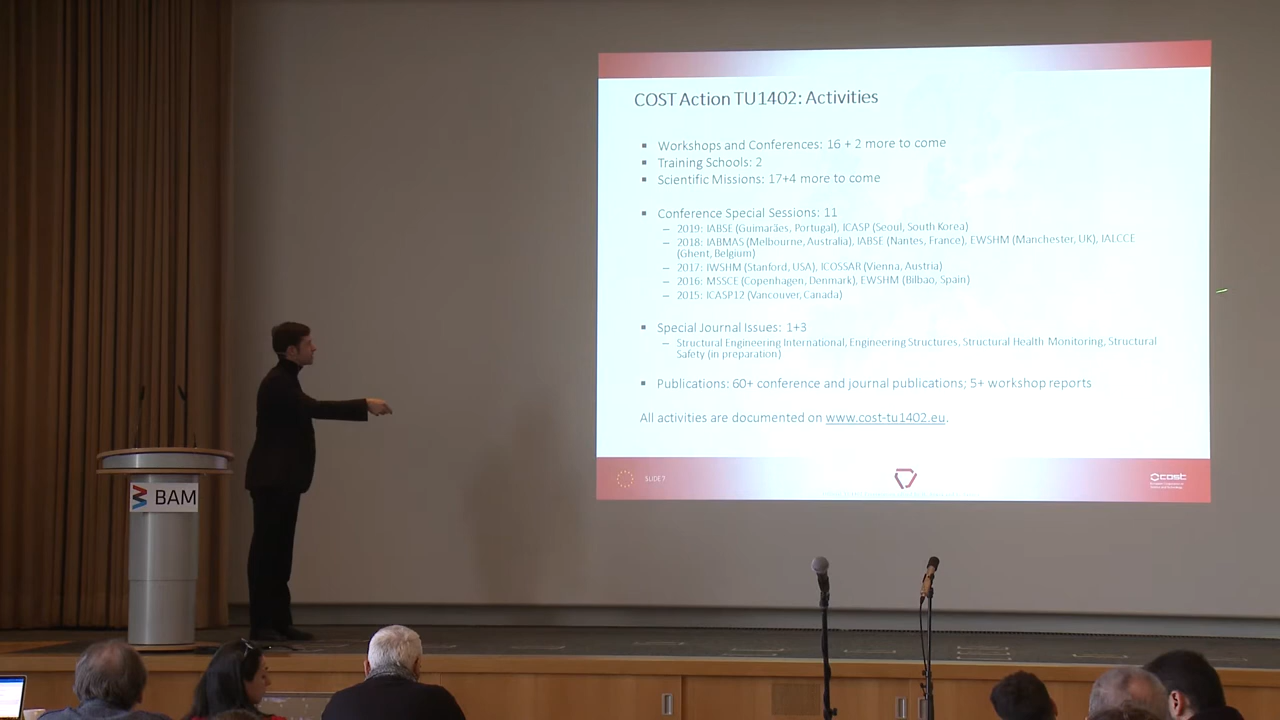 COST Action TU1402: Activities
▪ Workshops and Conferences: 16 + 2 more to come
▪ Training Schools: 2
▪ Scientific Missions: 17+4 more to come
▪ Conference Special Sessions: 11
– 2019: IABSE (Guimarães, Portugal), ICASP (Seoul, South Korea)
– 2018: IABMAS (Melbourne, Australia), IABSE (Nantes, France), EWSHM (Manchester, UK), IALCCE
(Ghent, Belgium)
– 2017: IWSHM (Stanford, USA), ICOSSAR (Vienna, Austria)
– 2016: MSSCE (Copenhagen, Denmark), EWSHM (Bilbao, Spain)
– 2015: ICASP12 (Vancouver, Canada)
▪ Special Journal Issues: 1+3
– Structural Engineering International, Engineering Structures, Structural Health Monitoring, Structural
Safety (in preparation)
▪ Publications: 60+ conference and journal publications; 5+ workshop reports
All activities are documented on www.cost-tu1402.eu.
SLIDE 7
cost
BAM